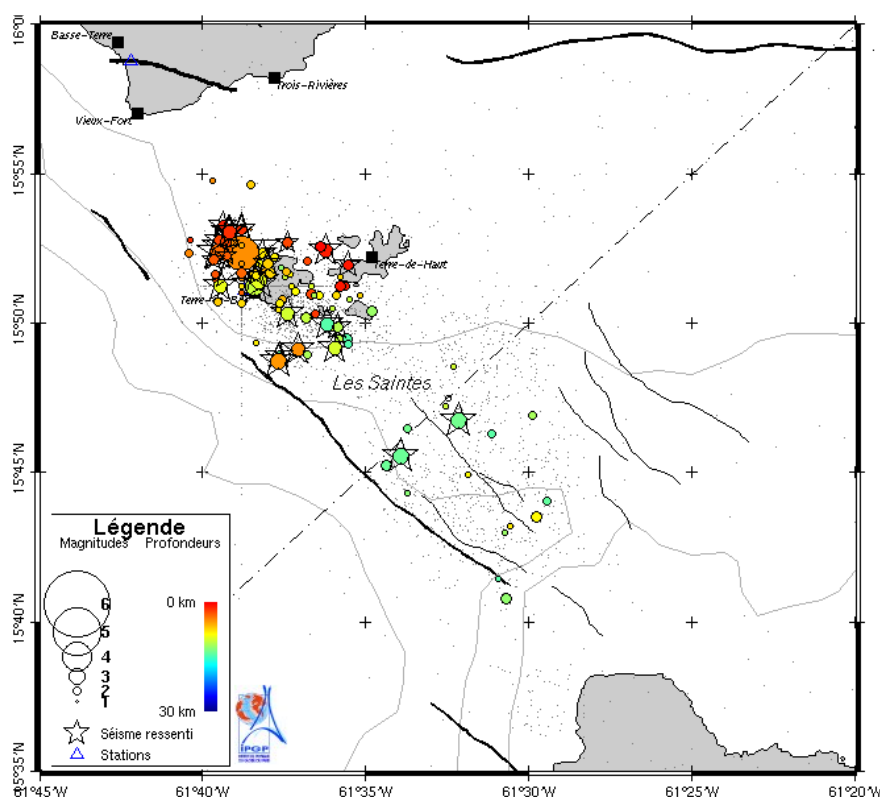 16°0
Basse-Terre
Trois-Rivières
Vieux-Fort
15°55'N
Terre-de-Haut
15°50'N
Les Saintes
15°45'N
Légende
Magnitudes Profondeurs
6 0 km
5
4
3
2
1 30 km
Séisme ressenti
Stations
IPGP
15°40'N
15°35'N
61°45'W 61°40'W 61°35'W 61°30'W 61°25'W 61°20'W